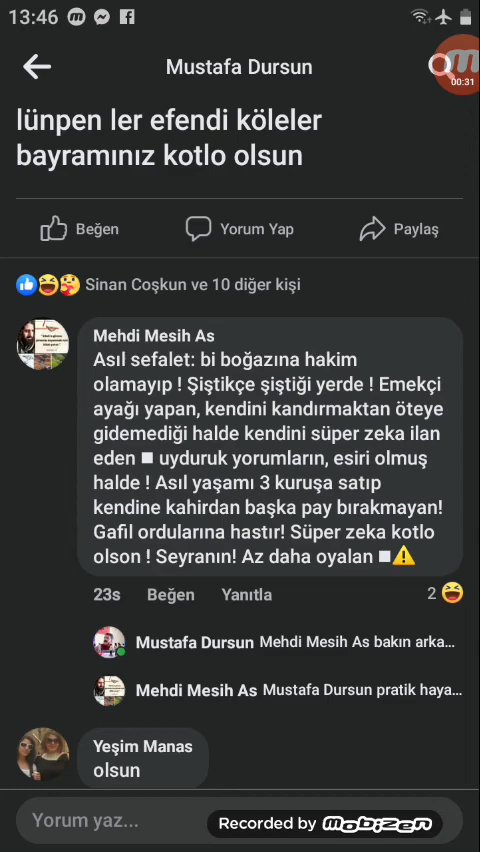 13:46
00:31
Mustafa Dursun
lünpen ler efendi köleler
bayramınız kotlo olsun
Beğen
Yorum Yap
Paylaş
Sinan Coşkun ve 10 diğer kişi
Mehdi Mesih As
Asıl sefalet: bi boğazına hakim
olamayıp ! Şiştikçe şiştiği yerde ! Emekçi
ayağı yapan, kendini kandırmaktan öteye
gidemediği halde kendini süper zeka ilan
eden ◽ uyduruk yorumların, esiri olmuş
halde ! Asıl yaşamı 3 kuruşa satıp
kendine kahirdan başka pay bırakmayan!
Gafil ordularına hastır! Süper zeka kotlo
olson ! Seyranın! Az daha oyalan ◽⚠️
23s Beğen Yanıtla 2
Mustafa Dursun Mehdi Mesih As bakın arka...
Mehdi Mesih As Mustafa Dursun pratik haya...
Yeşim Manas
olsun
Yorum yaz...
Recorded by mobizen